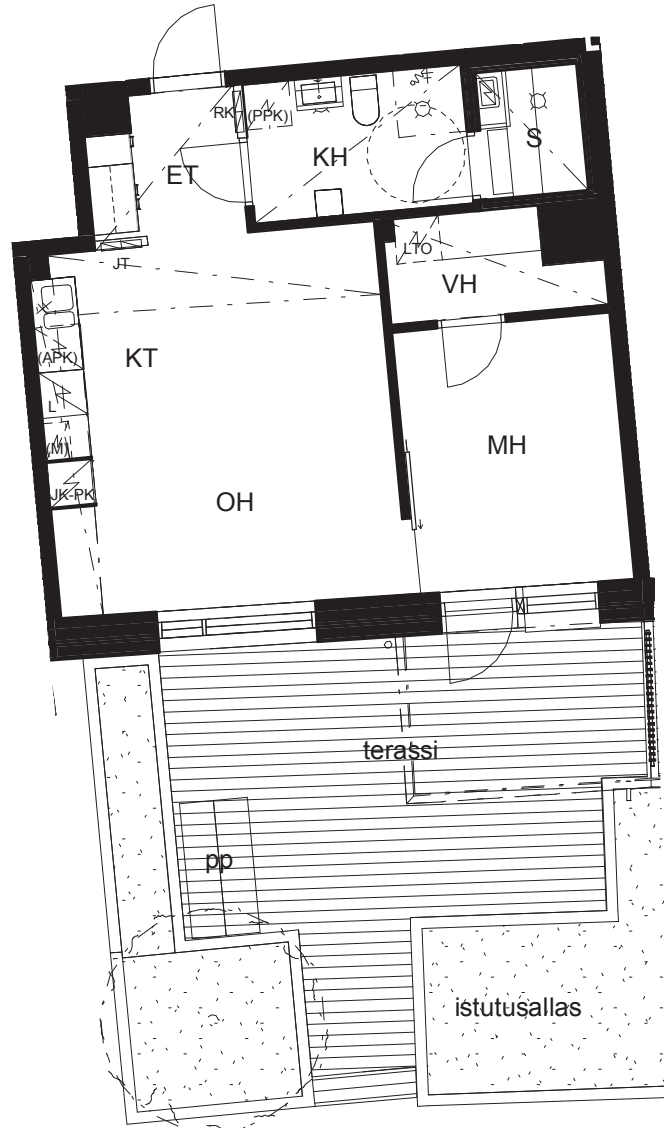 RK
(PPK)
KH
S
ET
LTO
JT
VH
KT
(APK)
L
(M)
MH
JK-PK
OH
terassi
pp
istutusallas